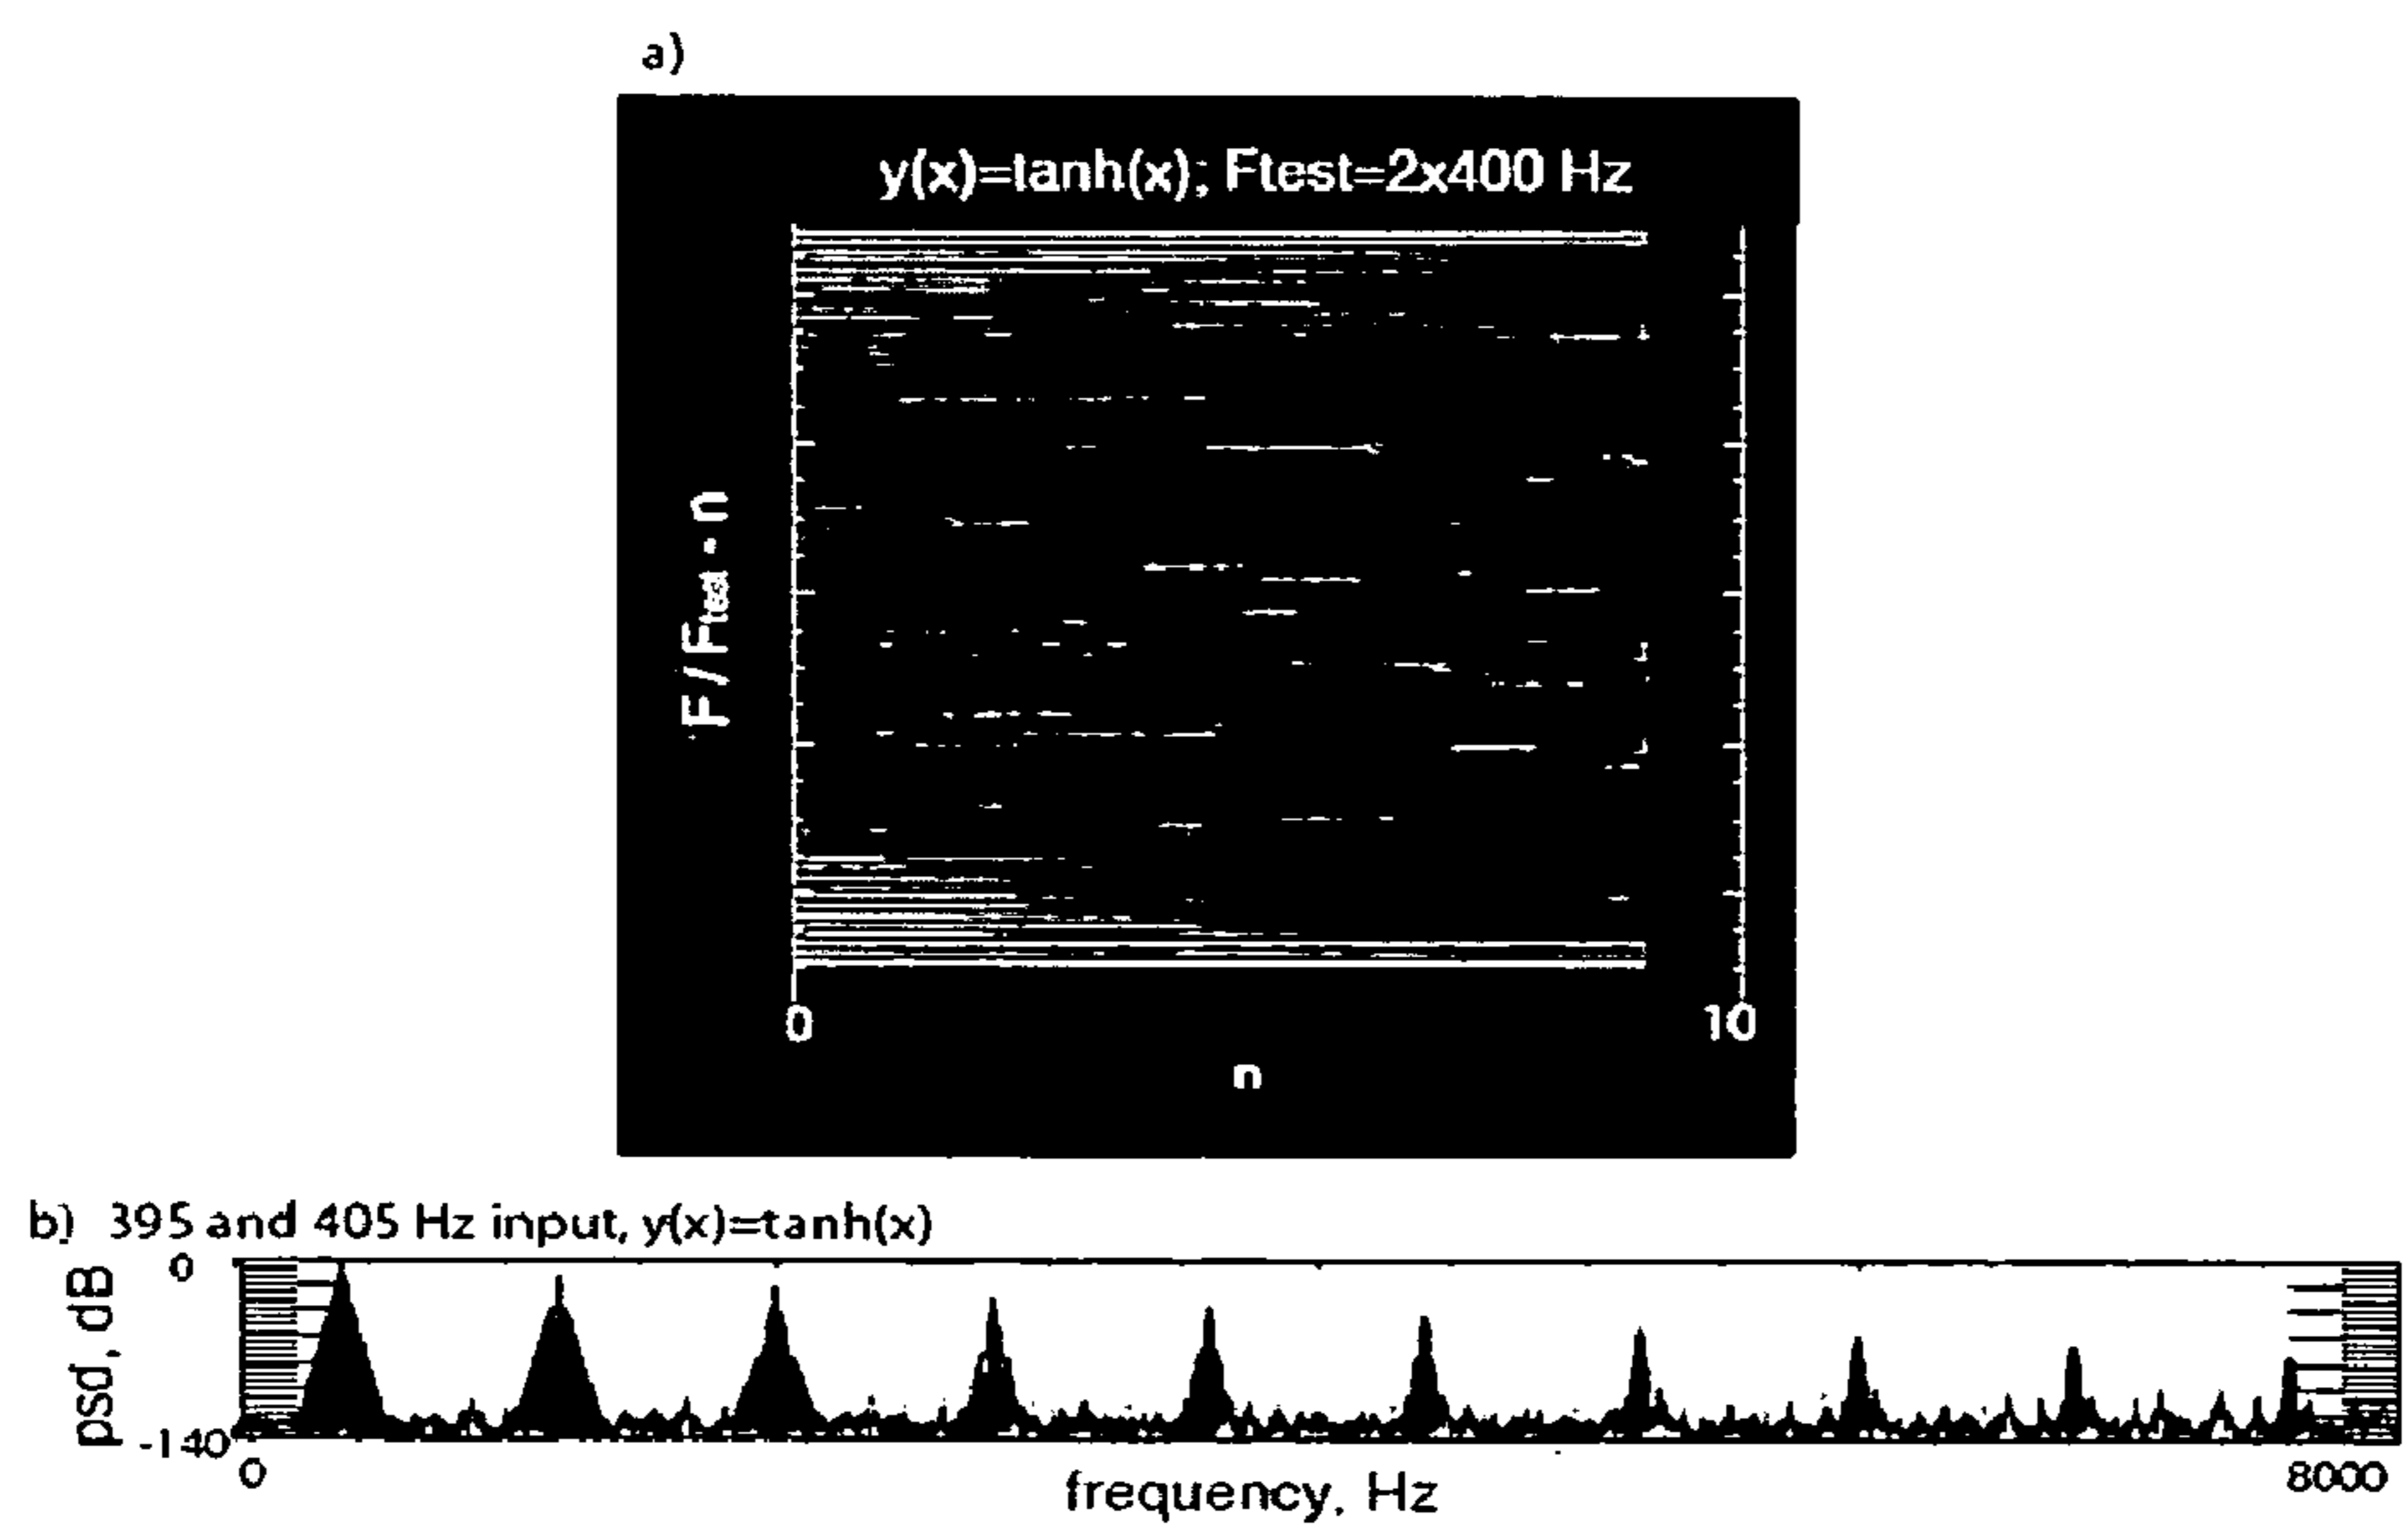 a)
y(x)=tanh(x); Ftest=2x400 Hz
F / Ftest - n
0
10
n
b) 395 and 405 Hz input, y(x)=tanh(x)
0
psd, dB
-140
0
frequency, Hz
8000